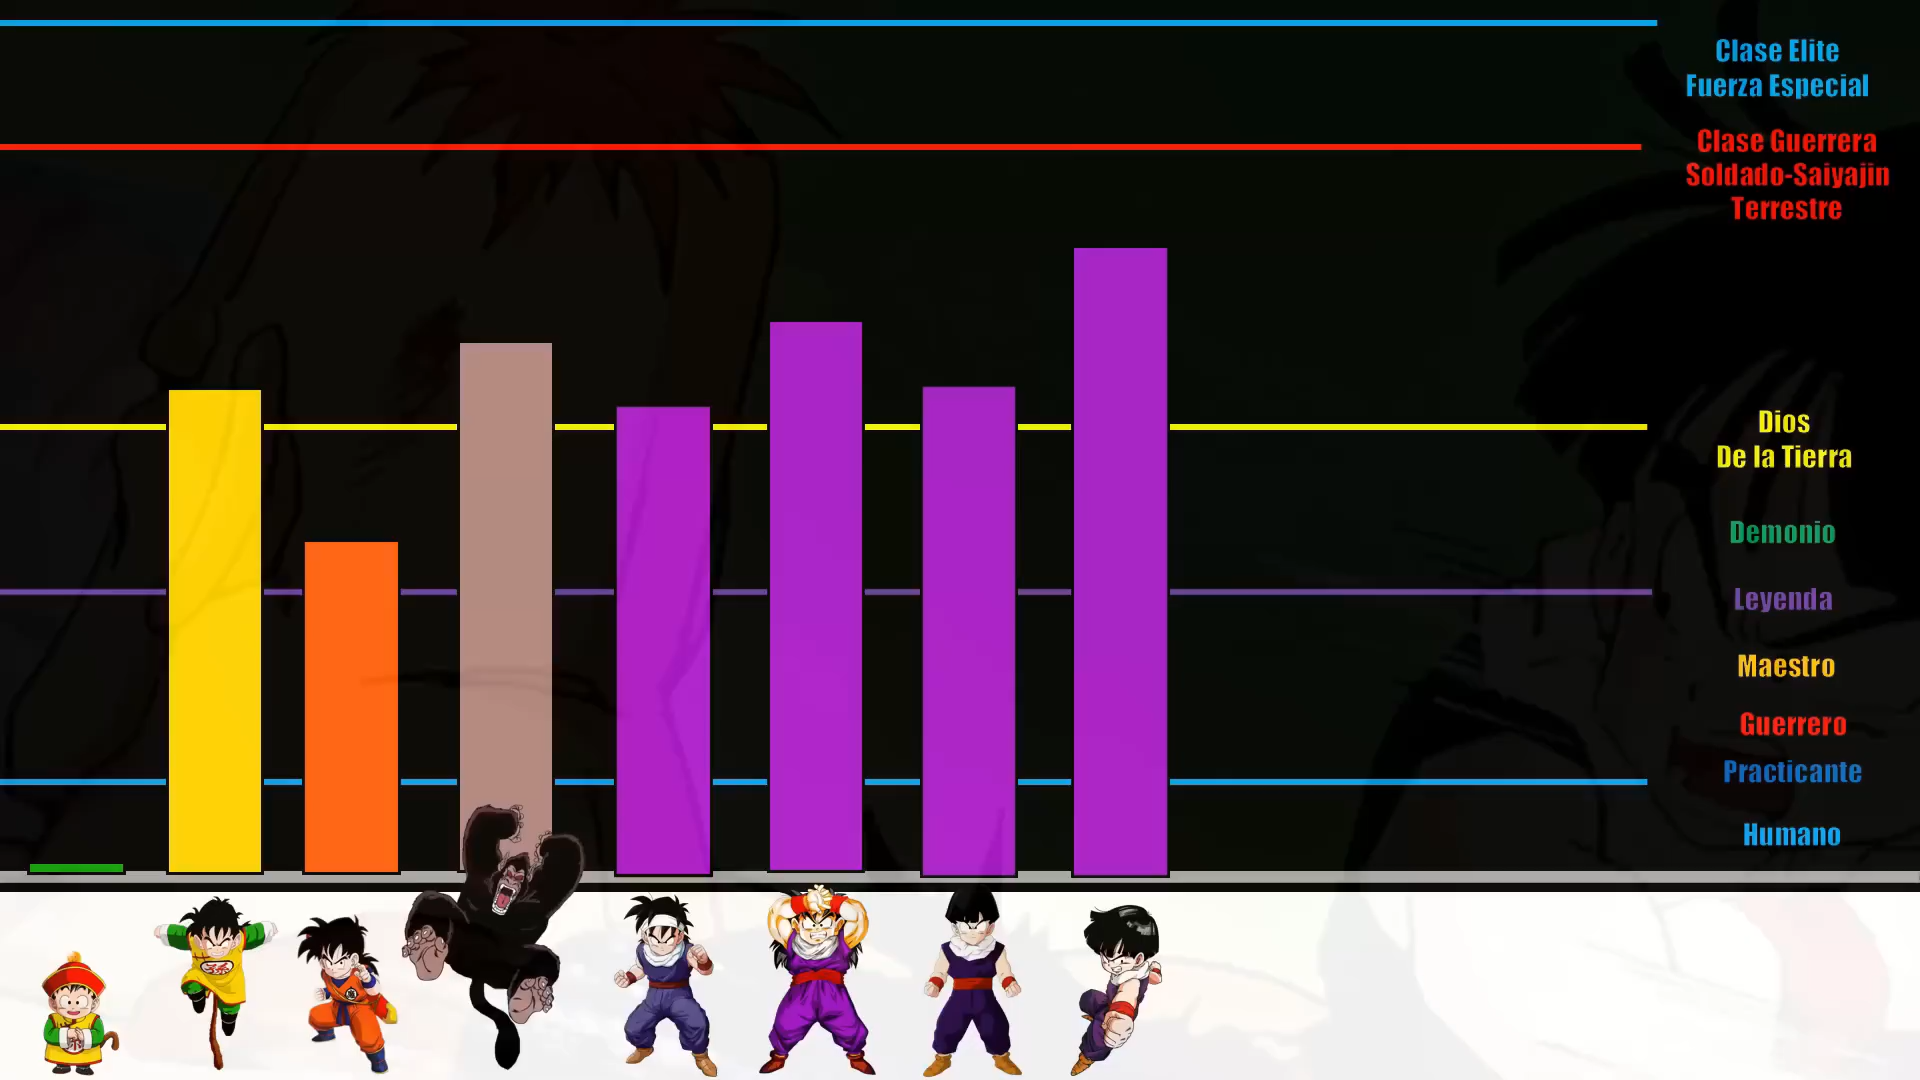 Clase Elite
Fuerza Especial
Clase Guerrera
Soldado-Saiyajin
Terrestre
Dios
De la Tierra
Demonio
Leyenda
Maestro
Guerrero
Practicante
Humano